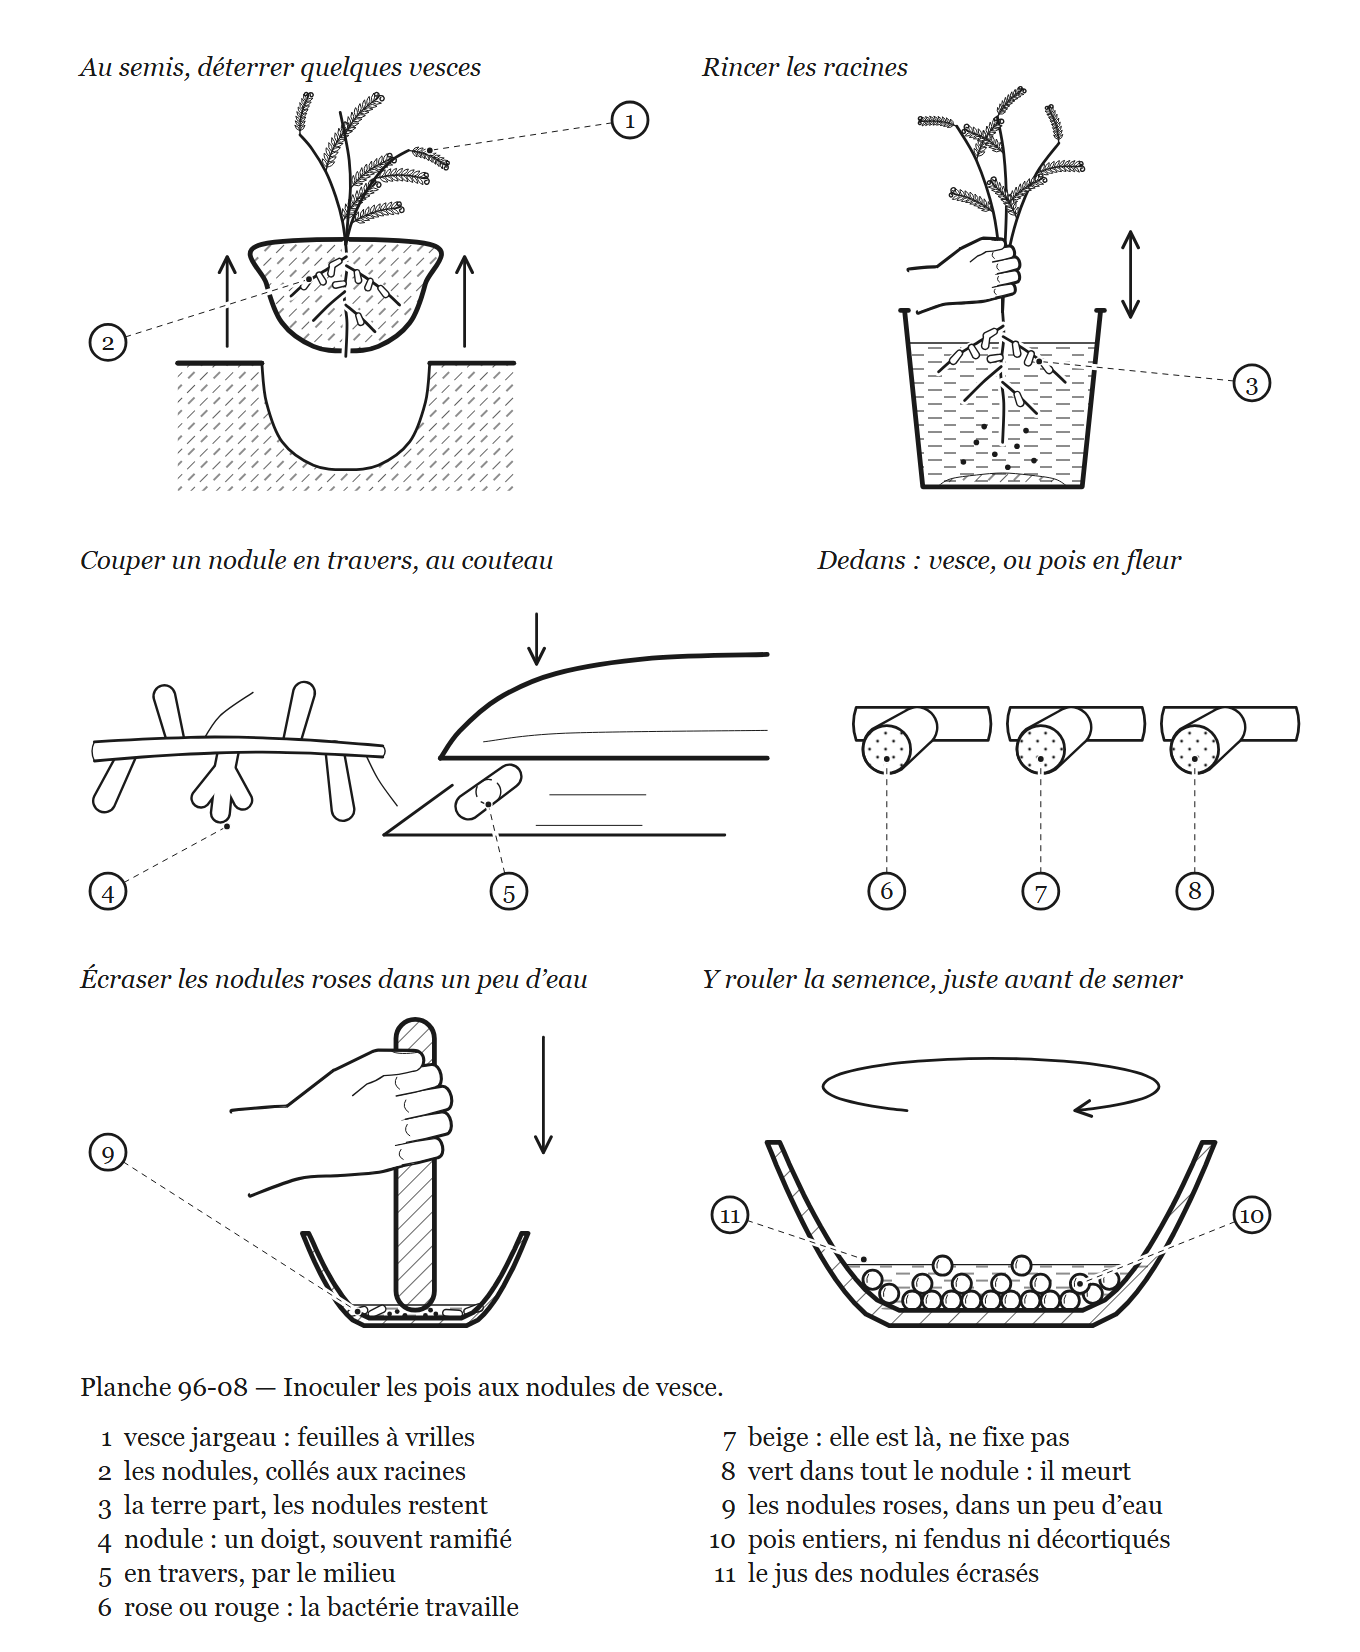 Au semis, déterrer quelques vesces
Rincer les racines
1
2
3
Couper un nodule en travers, au couteau
Dedans : vesce, ou pois en fleur
4
5
6
7
8
Écraser les nodules roses dans un peu d’eau
Y rouler la semence, juste avant de semer
9
11
10
Planche 96-08 — Inoculer les pois aux nodules de vesce.
1 vesce jargeau : feuilles à vrilles
2 les nodules, collés aux racines
3 la terre part, les nodules restent
4 nodule : un doigt, souvent ramifié
5 en travers, par le milieu
6 rose ou rouge : la bactérie travaille
7 beige : elle est là, ne fixe pas
8 vert dans tout le nodule : il meurt
9 les nodules roses, dans un peu d’eau
10 pois entiers, ni fendus ni décortiqués
11 le jus des nodules écrasés